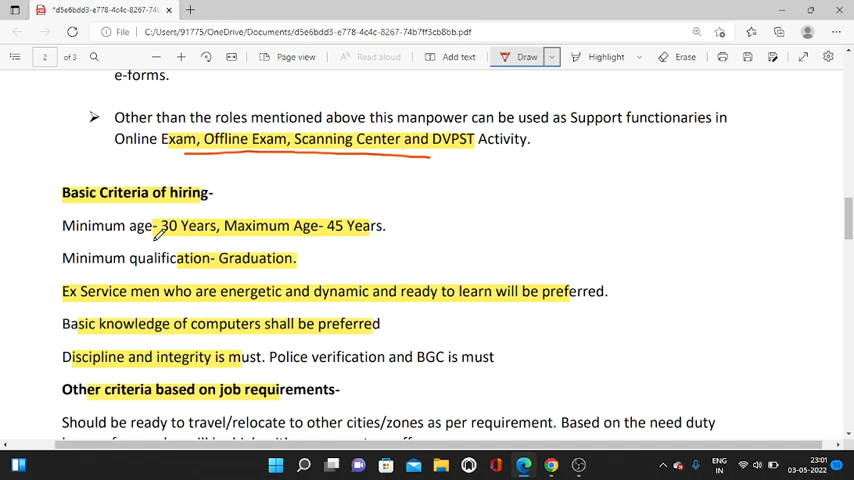 *d5e6bdd3-e778-4c4c-8267-74b
File
C:/Users/91775/OneDrive/Documents/d5e6bdd3-e778-4c4c-8267-74b7ff3cb8bb.pdf
2 of 3
Page view
Read aloud
Add text
Draw
Highlight
Erase
e-forms.
Other than the roles mentioned above this manpower can be used as Support functionaries in
Online Exam, Offline Exam, Scanning Center and DVPST Activity.
Basic Criteria of hiring-
Minimum age- 30 Years, Maximum Age- 45 Years.
Minimum qualification- Graduation.
Ex Service men who are energetic and dynamic and ready to learn will be preferred.
Basic knowledge of computers shall be preferred
Discipline and integrity is must. Police verification and BGC is must
Other criteria based on job requirements-
Should be ready to travel/relocate to other cities/zones as per requirement. Based on the need duty
ENG
IN
23:01
03-05-2022